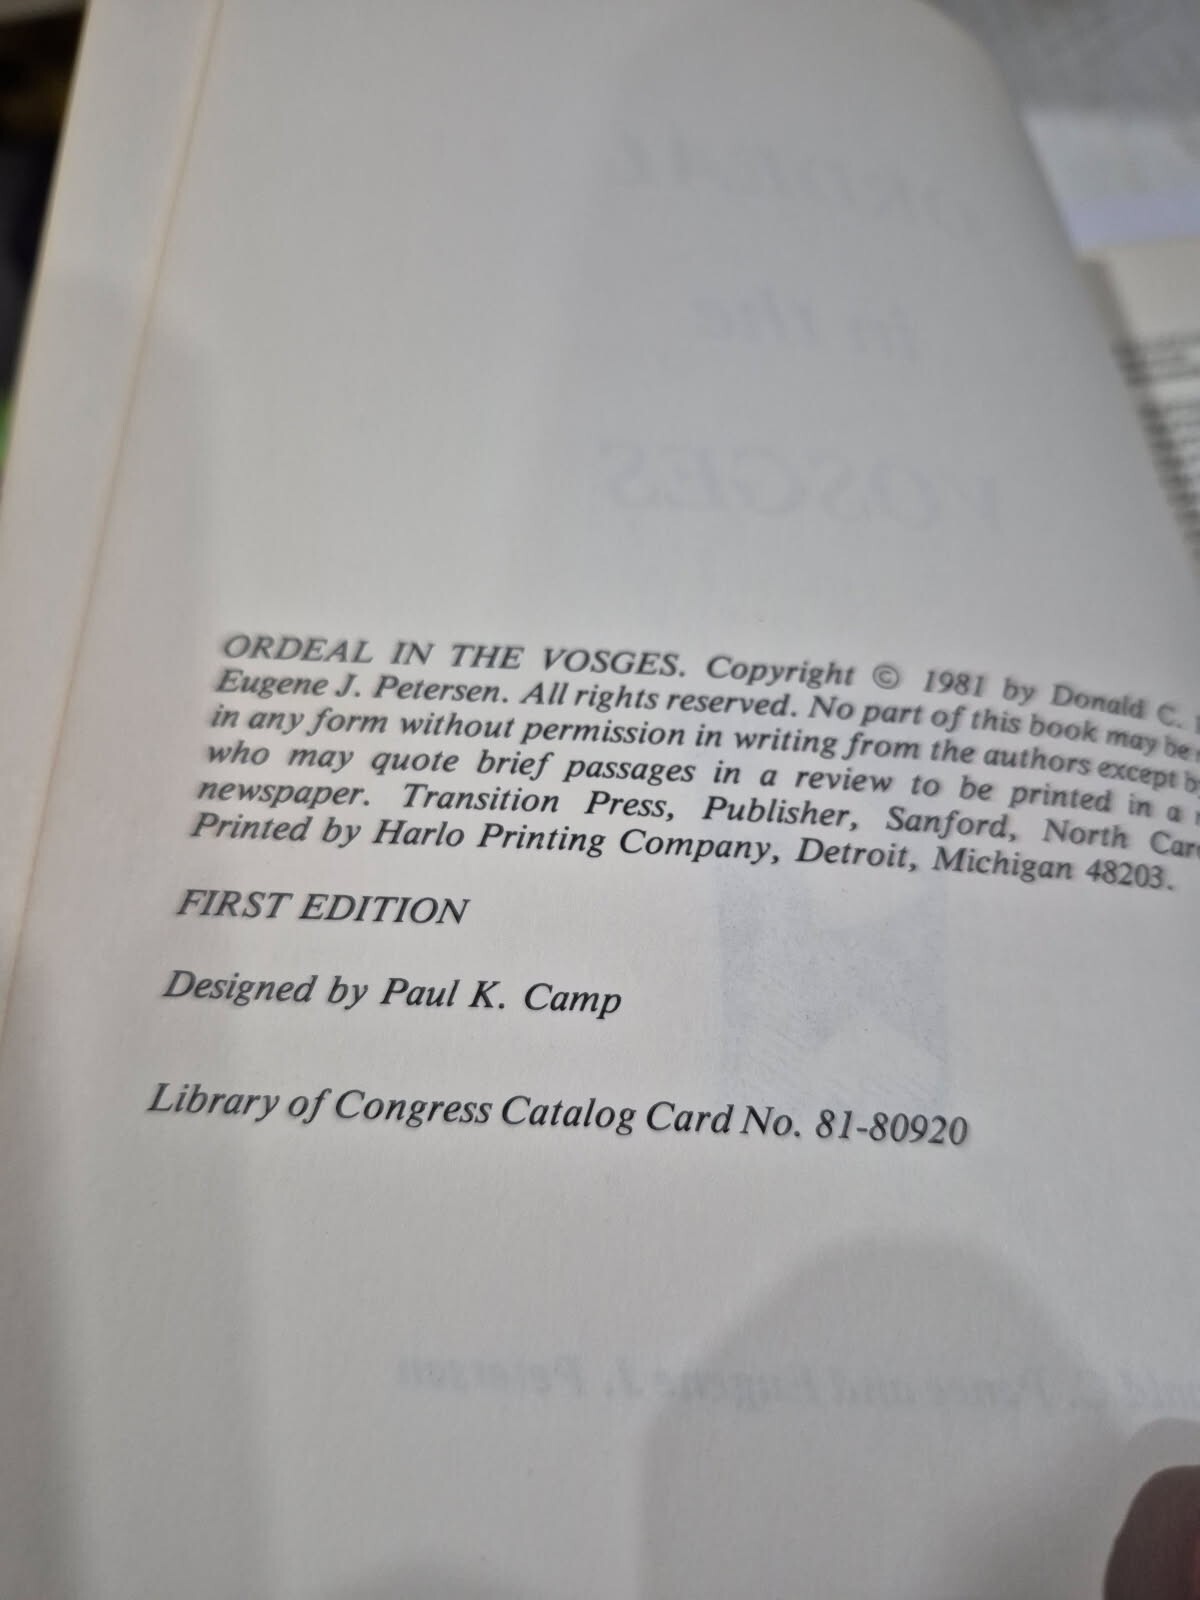 ORDEAL IN THE VOSGES. Copyright © 1981 by Donald C.
Eugene J. Petersen. All rights reserved. No part of this book may be
in any form without permission in writing from the authors except
who may quote brief passages in a review to be printed in a
newspaper. Transition Press, Publisher, Sanford, North
Printed by Harlo Printing Company, Detroit, Michigan 48203.
FIRST EDITION
Designed by Paul K. Camp
Library of Congress Catalog Card No. 81-80920